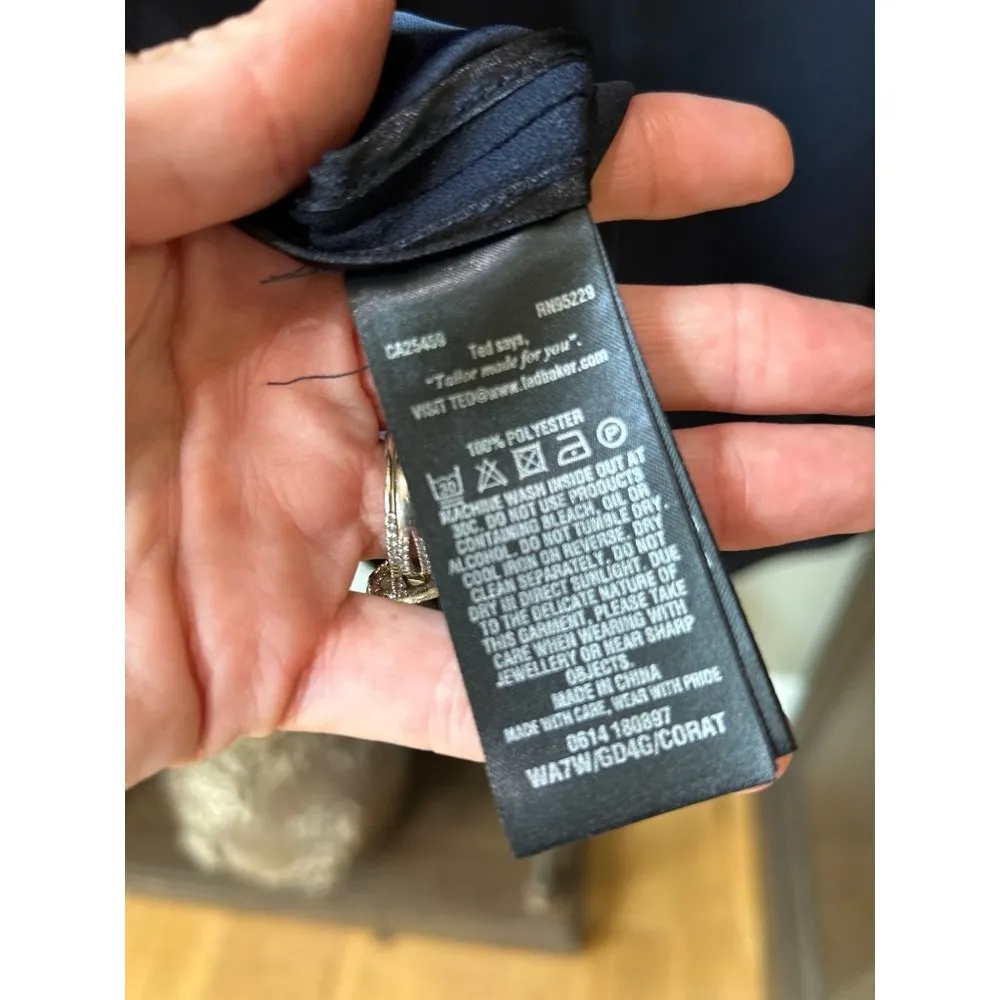 CA25459 RN95229
Ted says,
"Tailor made for you".
VISIT TED@www.tedbaker.com
100% POLYESTER
30 P
MACHINE WASH INSIDE OUT AT
30C. DO NOT USE PRODUCTS
CONTAINING BLEACH, OIL OR
ALCOHOL. DO NOT TUMBLE DRY.
COOL IRON ON REVERSE. DRY
CLEAN SEPARATELY. DO NOT
DRY IN DIRECT SUNLIGHT. DUE
TO THE DELICATE NATURE OF
THIS GARMENT, PLEASE TAKE
CARE WHEN WEARING WITH
JEWELLERY OR NEAR SHARP
OBJECTS.
MADE IN CHINA
MADE WITH CARE, WEAR WITH PRIDE
0614 180897
WA7W/GD4G/CORAT